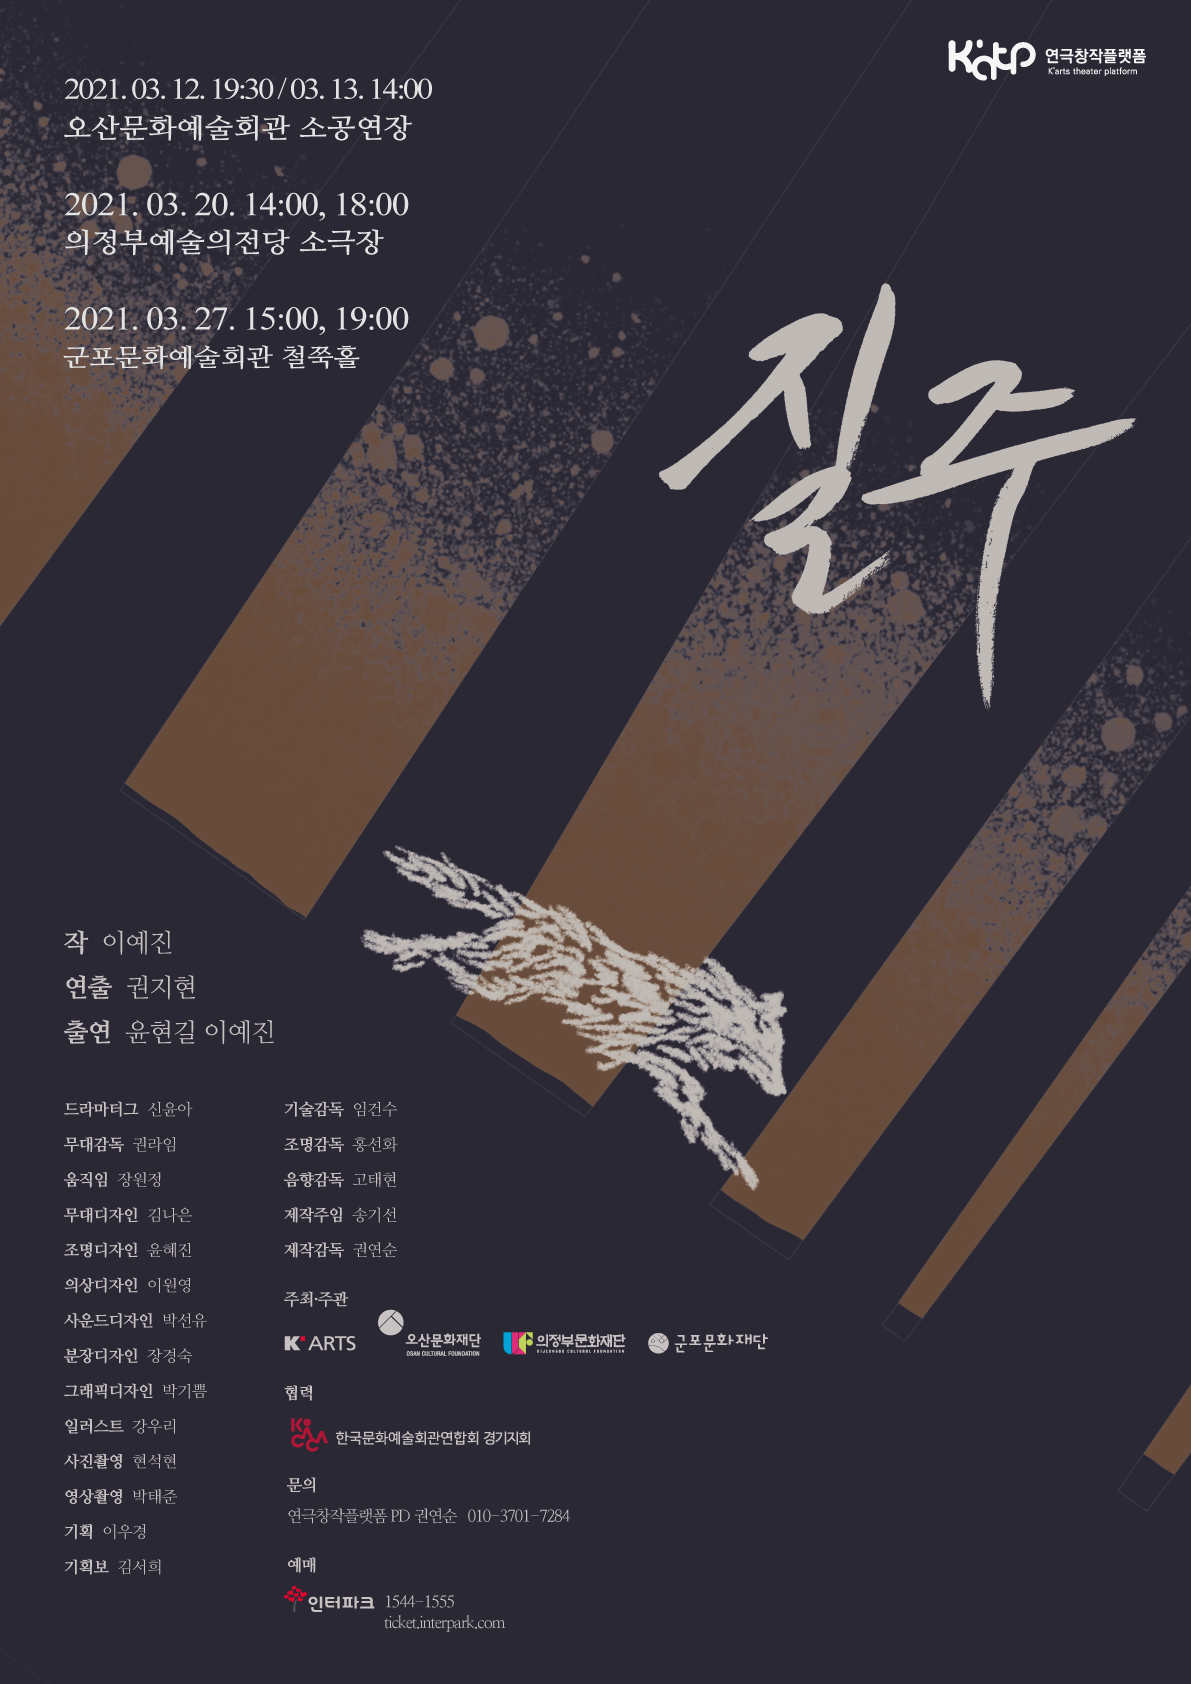 Katp 연극창작플랫폼
K'arts theater platform
2021. 03. 12. 19:30 / 03. 13. 14:00
오산문화예술회관 소공연장
2021. 03. 20. 14:00, 18:00
의정부예술의전당 소극장
2021. 03. 27. 15:00, 19:00
군포문화예술회관 철쭉홀
질주
작 이예진
연출 권지현
출연 윤현길 이예진
드라마터그 신윤아
무대감독 권라임
움직임 장원정
무대디자인 김나은
조명디자인 윤혜진
의상디자인 이원영
사운드디자인 박선유
분장디자인 장경숙
그래픽디자인 박기쁨
일러스트 강우리
사진촬영 현석현
영상촬영 박태준
기획 이우경
기획보 김서희
기술감독 임건수
조명감독 홍선화
음향감독 고태현
제작주임 송기선
제작감독 권연순
주최·주관
K ARTS
오산문화재단
OSAN CULTURAL FOUNDATION
의정부문화재단
UIJEONGBU CULTURAL FOUNDATION
군포문화재단
협력
KoCACA 한국문화예술회관연합회 경기지회
문의
연극창작플랫폼 PD 권연순 010-3701-7284
예매
인터파크 1544-1555
ticket.interpark.com